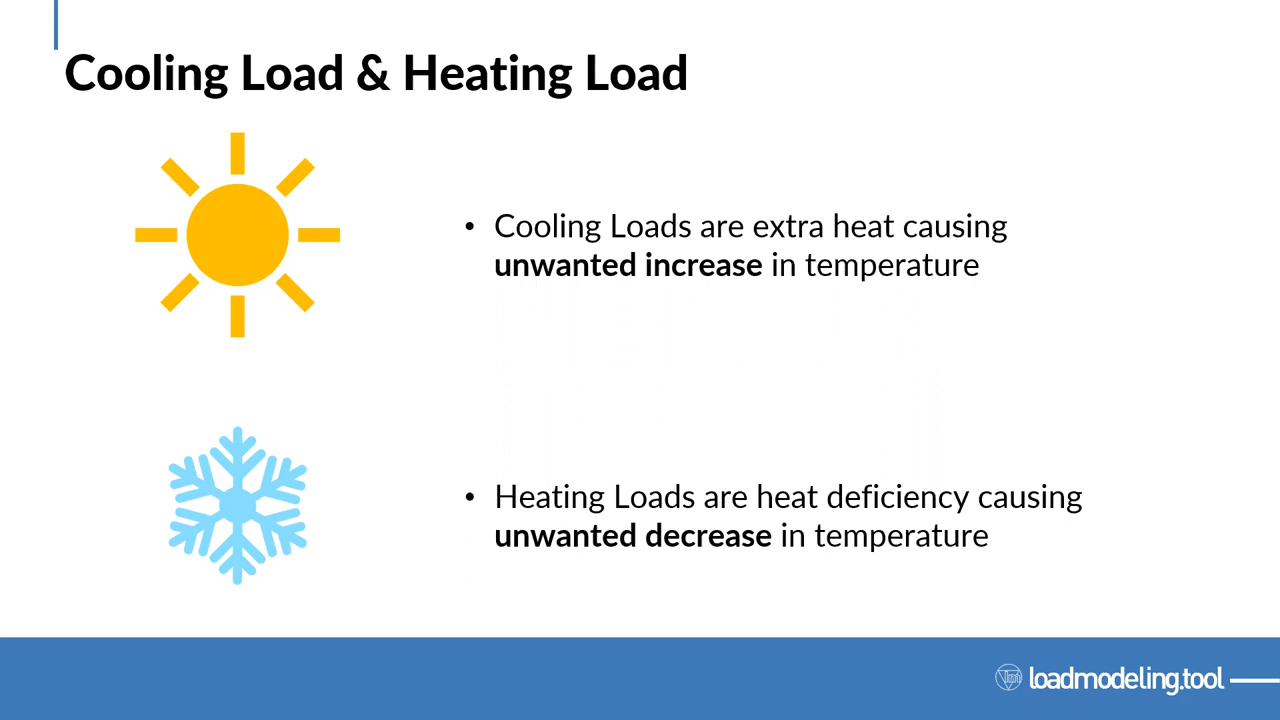 Cooling Load & Heating Load
• Cooling Loads are extra heat causing
unwanted increase in temperature
• Heating Loads are heat deficiency causing
unwanted decrease in temperature
loadmodeling.tool